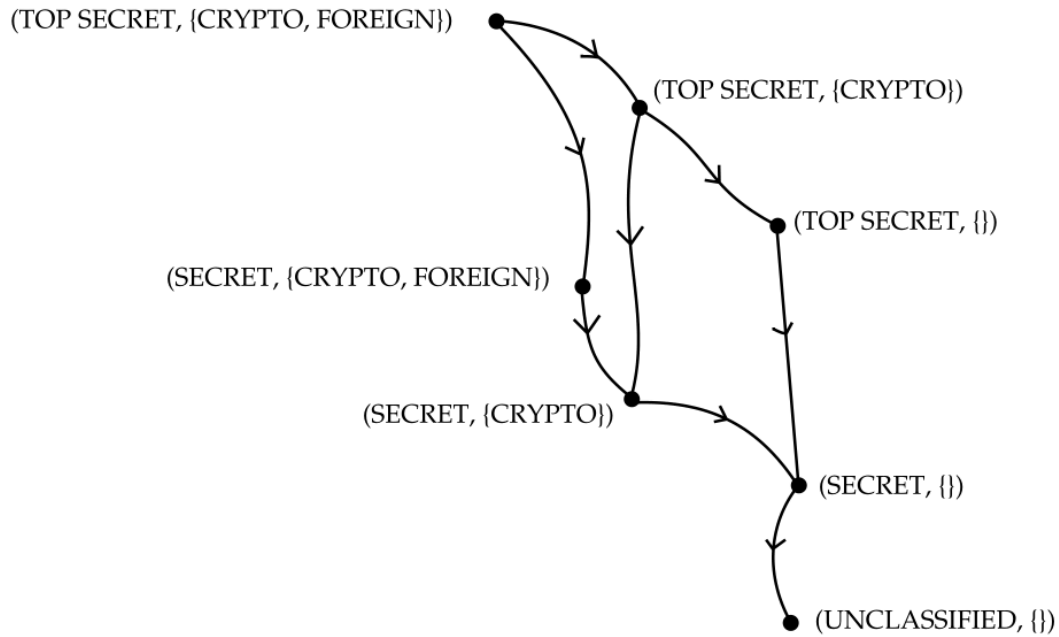 (TOP SECRET, {CRYPTO, FOREIGN})
(TOP SECRET, {CRYPTO})
(TOP SECRET, {})
(SECRET, {CRYPTO, FOREIGN})
(SECRET, {CRYPTO})
(SECRET, {})
(UNCLASSIFIED, {})